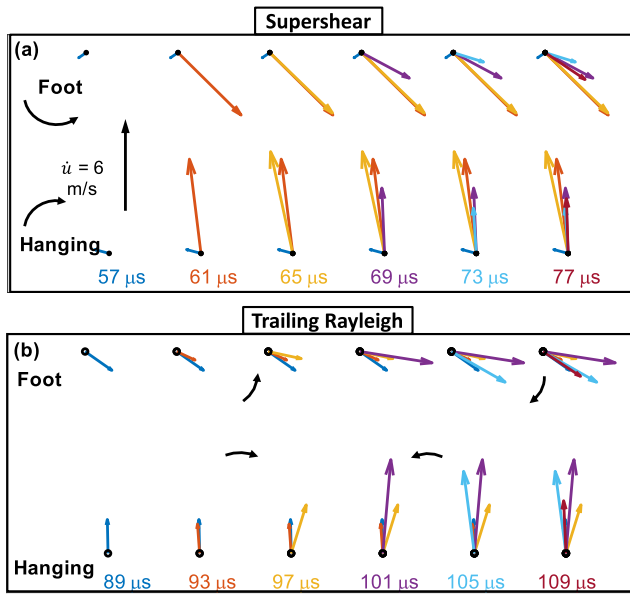 Supershear
(a)
Foot
u̇ = 6
m/s
Hanging
57 μs 61 μs 65 μs 69 μs 73 μs 77 μs
Trailing Rayleigh
(b)
Foot
Hanging
89 μs 93 μs 97 μs 101 μs 105 μs 109 μs